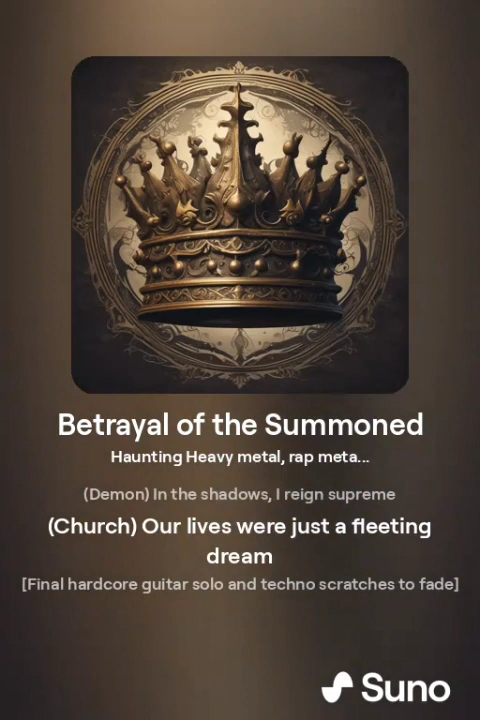 Betrayal of the Summoned
Haunting Heavy metal, rap meta...
(Demon) In the shadows, I reign supreme
(Church) Our lives were just a fleeting
dream
[Final hardcore guitar solo and techno scratches to fade]
Suno